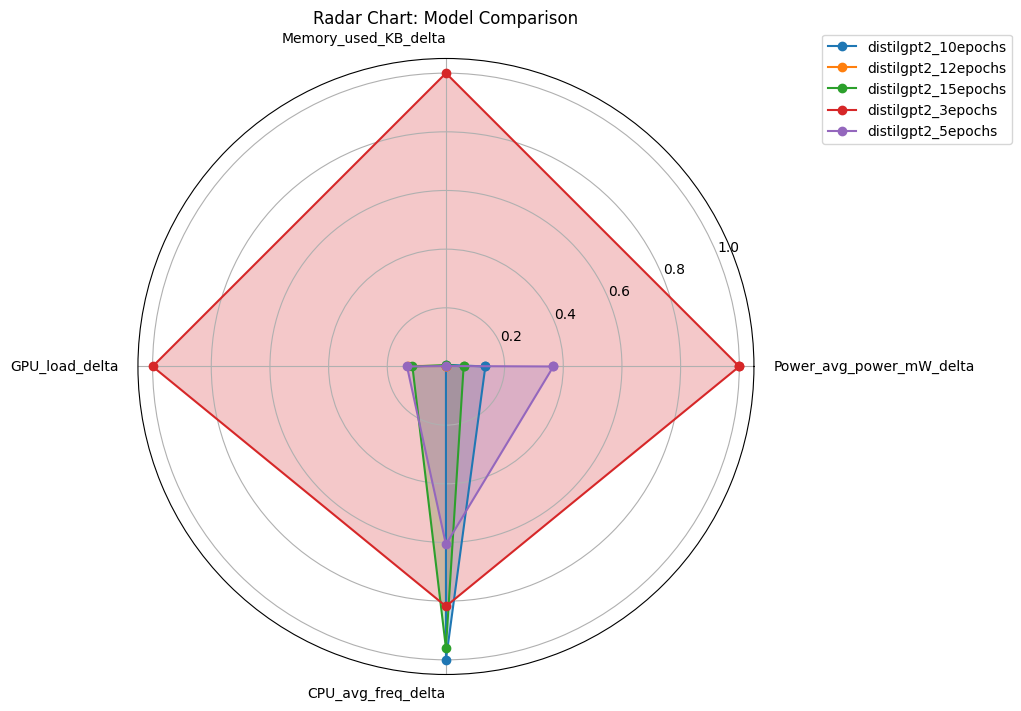 Radar Chart: Model Comparison
Memory_used_KB_delta
distilgpt2_10epochs
distilgpt2_12epochs
distilgpt2_15epochs
distilgpt2_3epochs
distilgpt2_5epochs
1.0
0.8
0.6
0.4
0.2
GPU_load_delta
Power_avg_power_mW_delta
CPU_avg_freq_delta